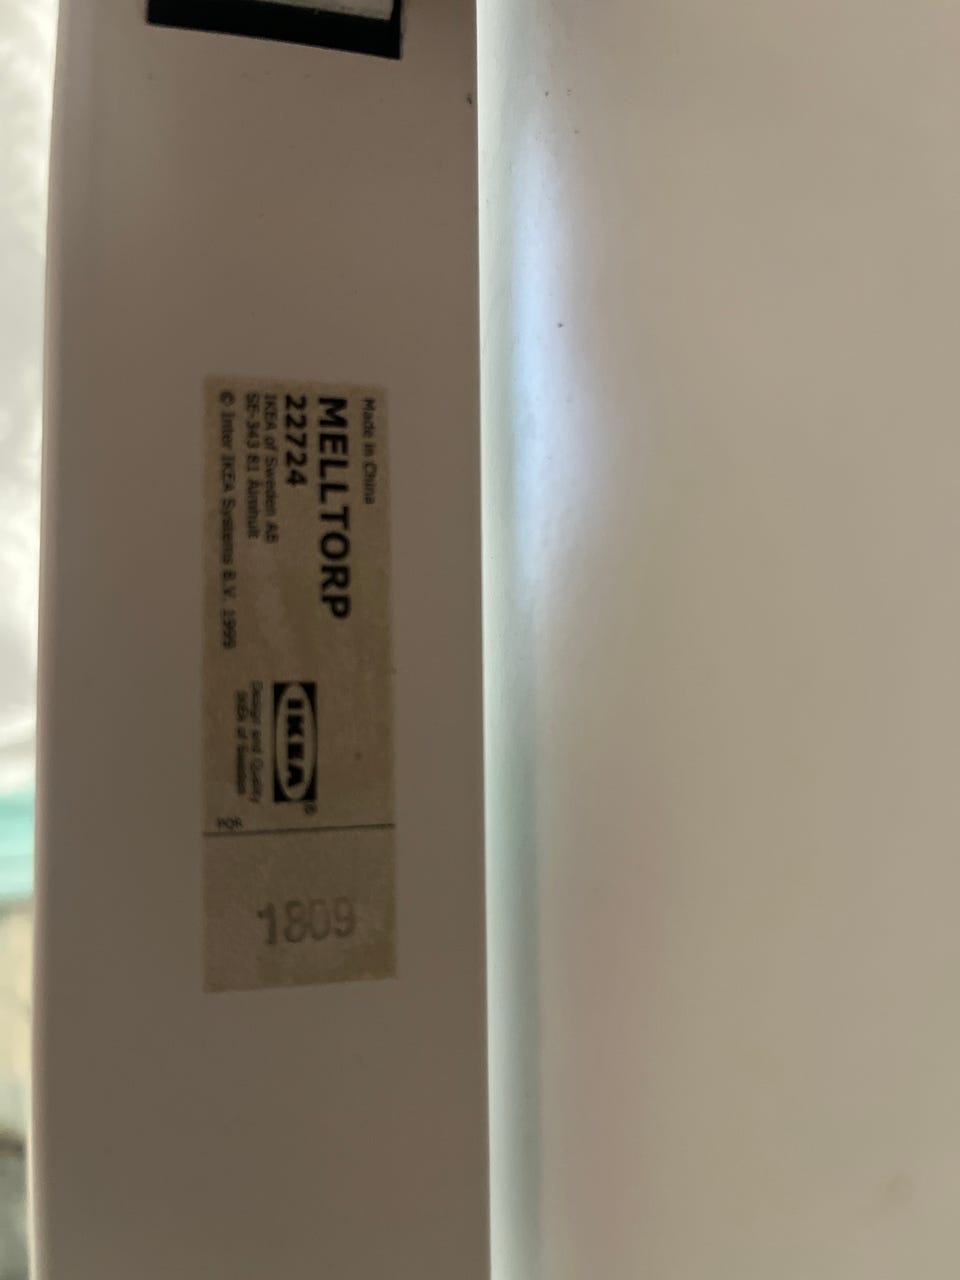 Made in China
MELLTORP
22724
IKEA of Sweden AB
SE-343 81 Älmhult
© Inter IKEA Systems B.V. 1999
IKEA®
Design and Quality
IKEA of Sweden
PQR
1809